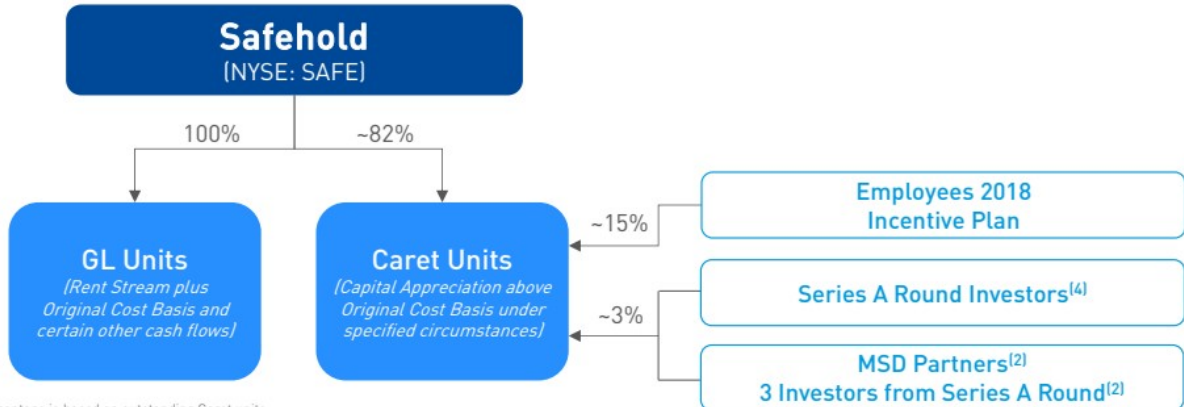 Safehold
(NYSE: SAFE)
100%
~82%
GL Units
(Rent Stream plus
Original Cost Basis and
certain other cash flows)
Caret Units
(Capital Appreciation above
Original Cost Basis under
specified circumstances)
~15%
Employees 2018
Incentive Plan
~3%
Series A Round Investors(4)
MSD Partners(2)
3 Investors from Series A Round(2)